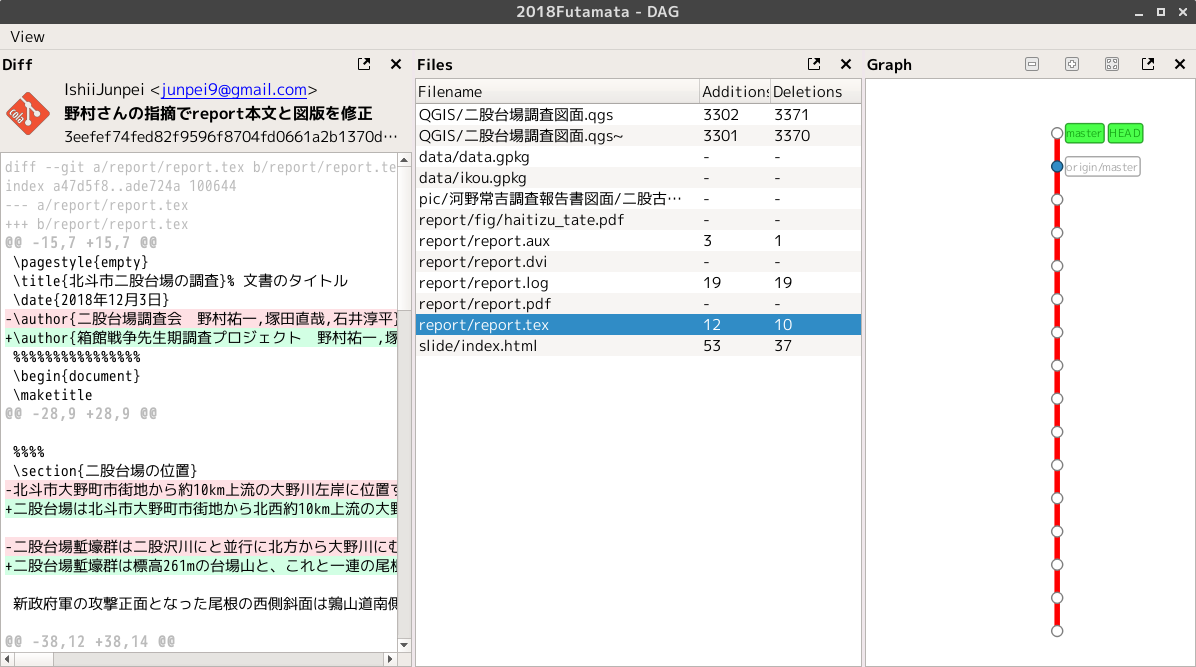 2018Futamata - DAG
View
Diff
IshiiJunpei <junpei9@gmail.com>
野村さんの指摘でreport本文と図版を修正
3eefef74fed82f9596f8704fd0661a2b1370d…
diff --git a/report/report.tex b/report/report.te
index a47d5f8..ade724a 100644
--- a/report/report.tex
+++ b/report/report.tex
@@ -15,7 +15,7 @@
\pagestyle{empty}
\title{北斗市二股台場の調査}% 文書のタイトル
\date{2018年12月3日}
-\author{二股台場調査会　野村祐一,塚田直哉,石井淳平}
+\author{箱館戦争先生期調査プロジェクト　野村祐一,塚
%%%%%%%%%%%%%%%%
\begin{document}
\maketitle
@@ -28,9 +28,9 @@
%%%%
\section{二股台場の位置}
-北斗市大野町市街地から約10km上流の大野川左岸に位置す
+二股台場は北斗市大野町市街地から北西約10km上流の大野
-二股台場塹壕群は二股沢川にと並行に北方から大野川にむ
+二股台場塹壕群は標高261mの台場山と、これと一連の尾根
新政府軍の攻撃正面となった尾根の西側斜面は鶉山道南側
@@ -38,12 +38,14 @@
Files
Filename Additions Deletions
QGIS/二股台場調査図面.qgs 3302 3371
QGIS/二股台場調査図面.qgs~ 3301 3370
data/data.gpkg - -
data/ikou.gpkg - -
pic/河野常吉調査報告書図面/二股古… - -
report/fig/haitizu_tate.pdf - -
report/report.aux 3 1
report/report.dvi - -
report/report.log 19 19
report/report.pdf - -
report/report.tex 12 10
slide/index.html 53 37
Graph
master HEAD
origin/master